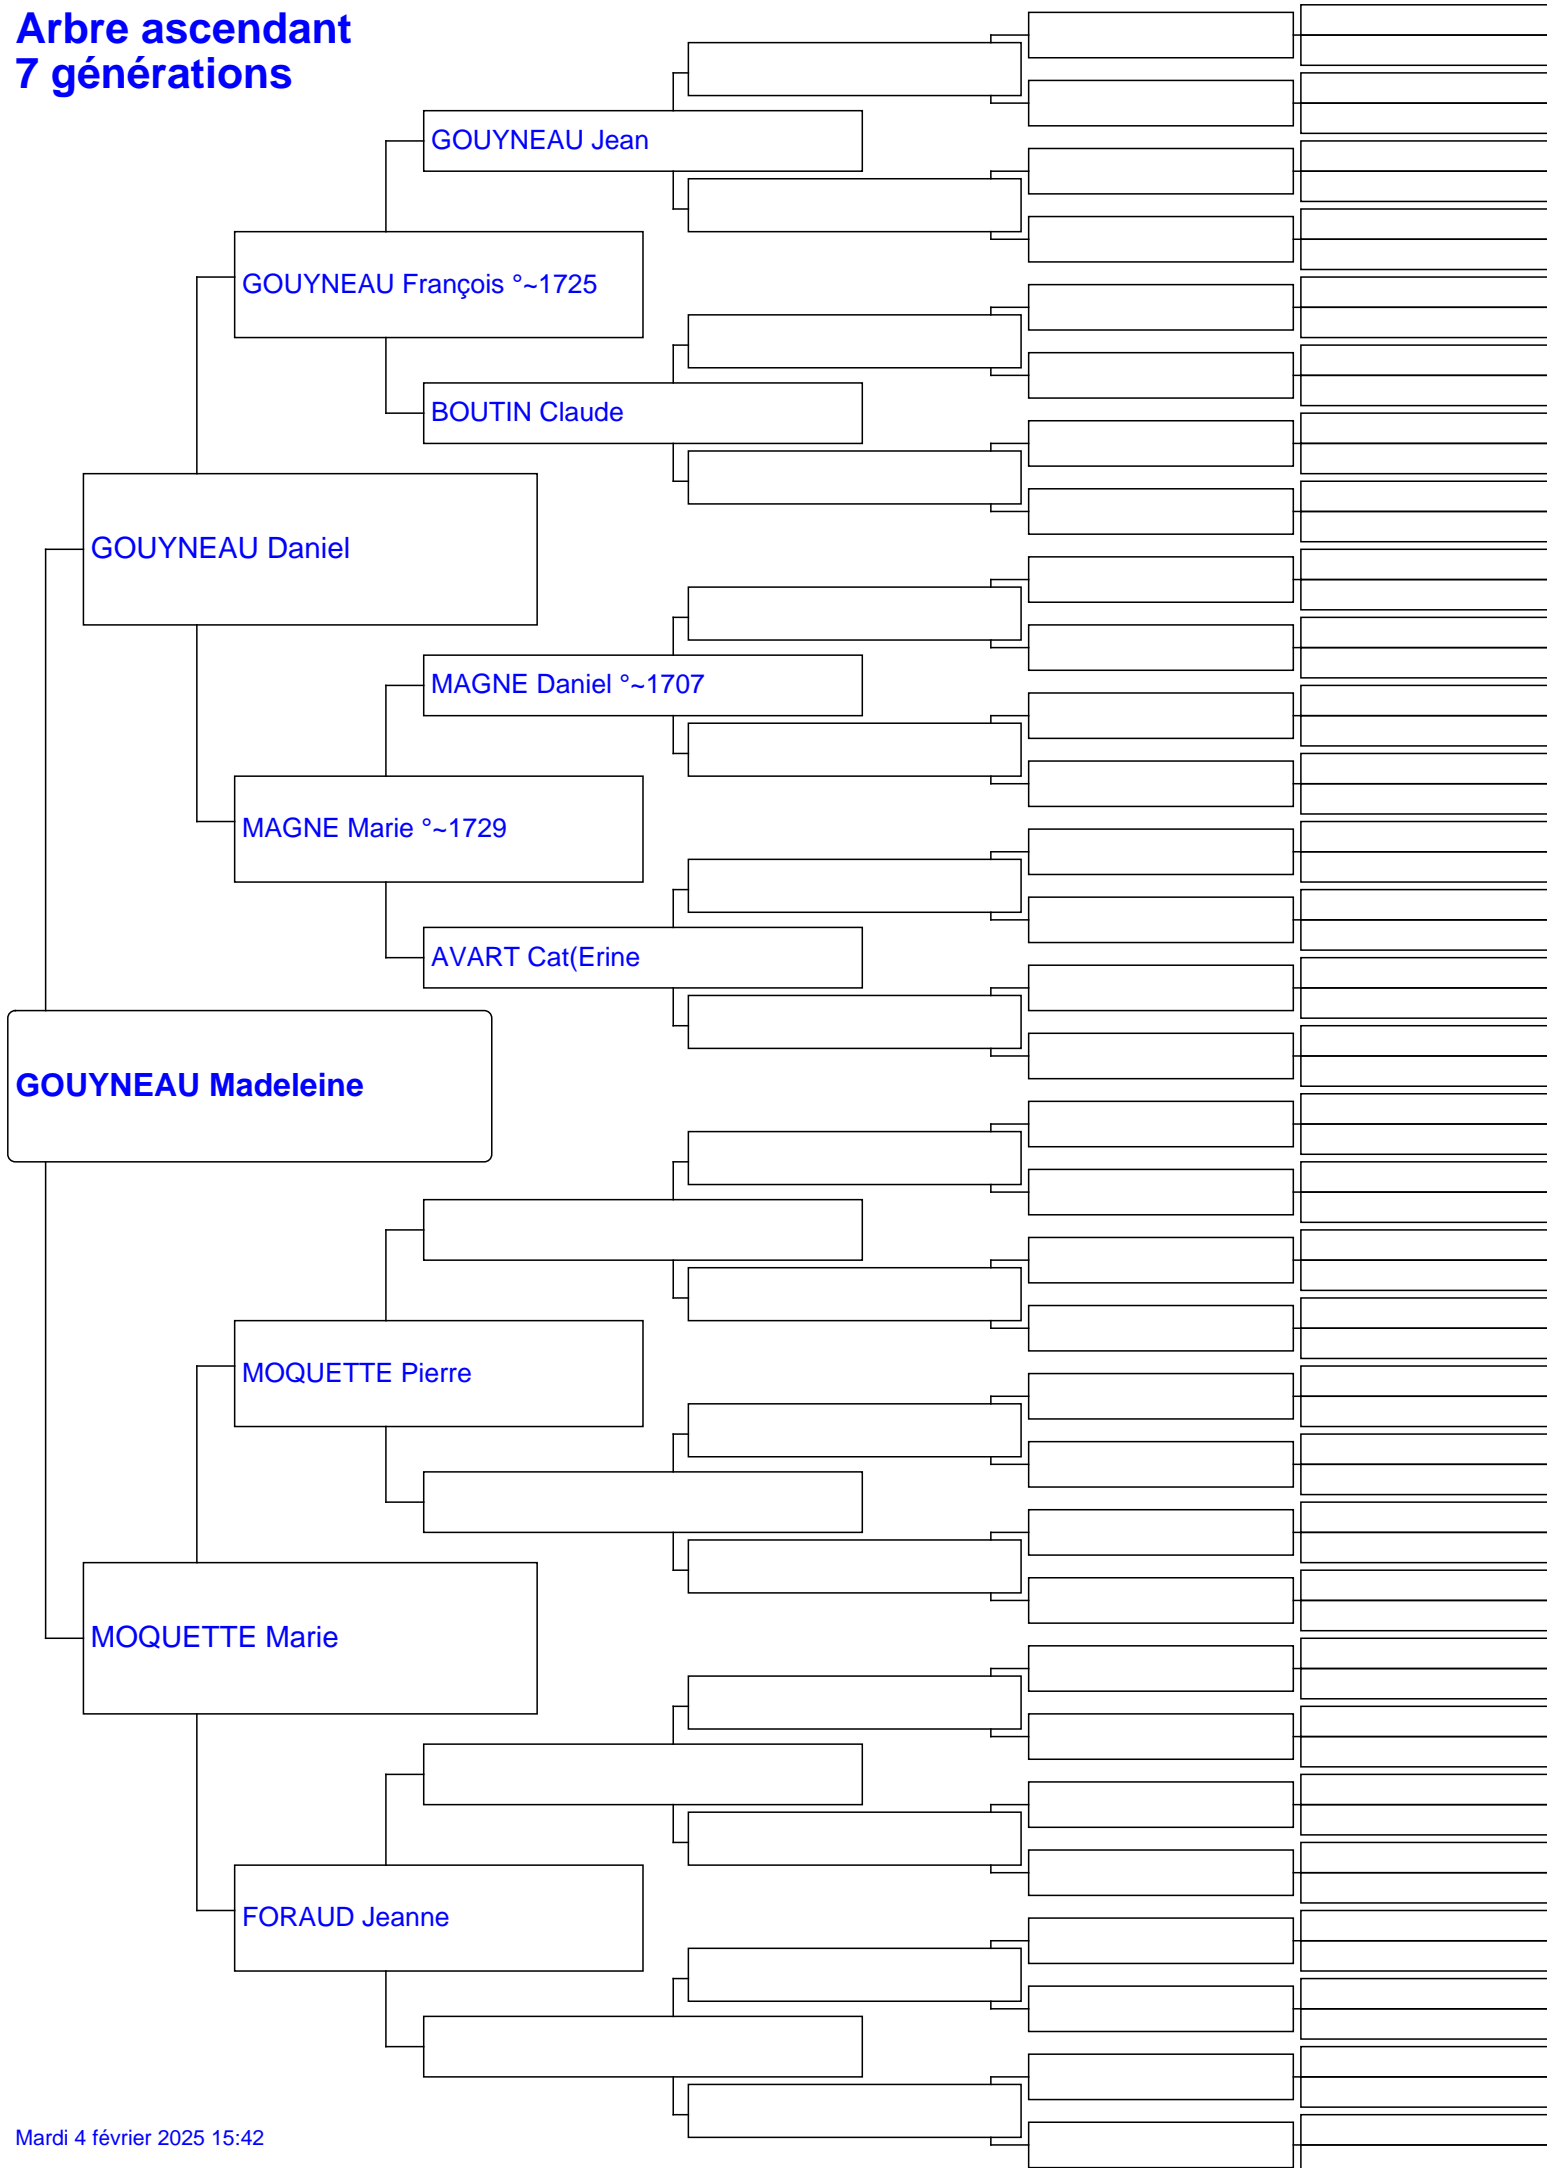 Arbre ascendant
7 générations
GOUYNEAU Jean
GOUYNEAU François °~1725
BOUTIN Claude
GOUYNEAU Daniel
MAGNE Daniel °~1707
MAGNE Marie °~1729
AVART Cat(Erine
GOUYNEAU Madeleine
MOQUETTE Pierre
MOQUETTE Marie
FORAUD Jeanne
Mardi 4 février 2025 15:42